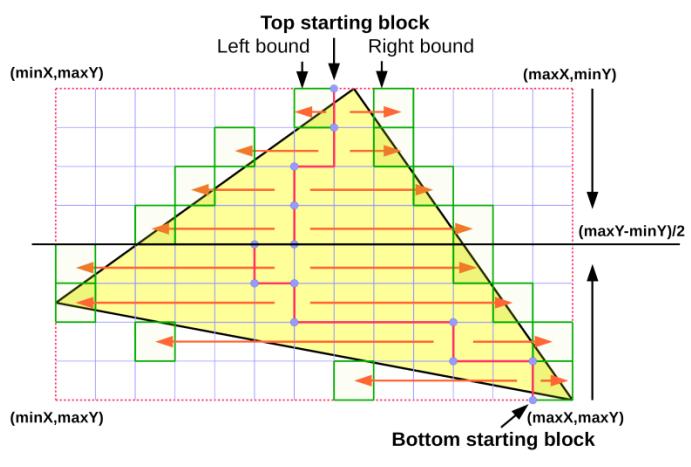 Top starting block
Left bound
Right bound
(minX,maxY)
(maxX,minY)
(maxY-minY)/2
(minX,maxY)
(maxX,maxY)
Bottom starting block